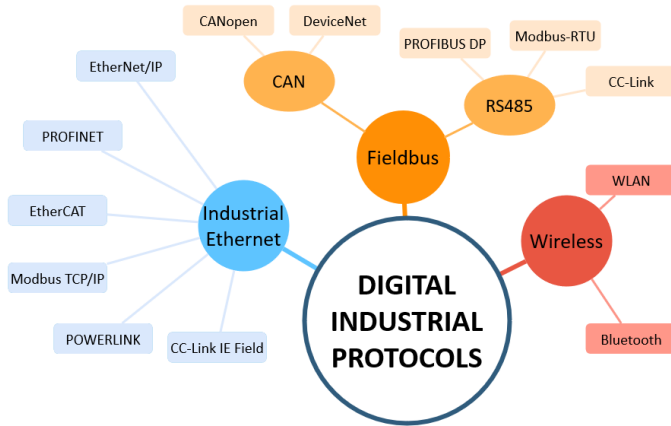 CANopen
DeviceNet
PROFIBUS DP
Modbus-RTU
EtherNet/IP
CAN
RS485
CC-Link
PROFINET
Fieldbus
WLAN
EtherCAT
Industrial
Ethernet
Wireless
Modbus TCP/IP
DIGITAL
INDUSTRIAL
PROTOCOLS
POWERLINK
CC-Link IE Field
Bluetooth